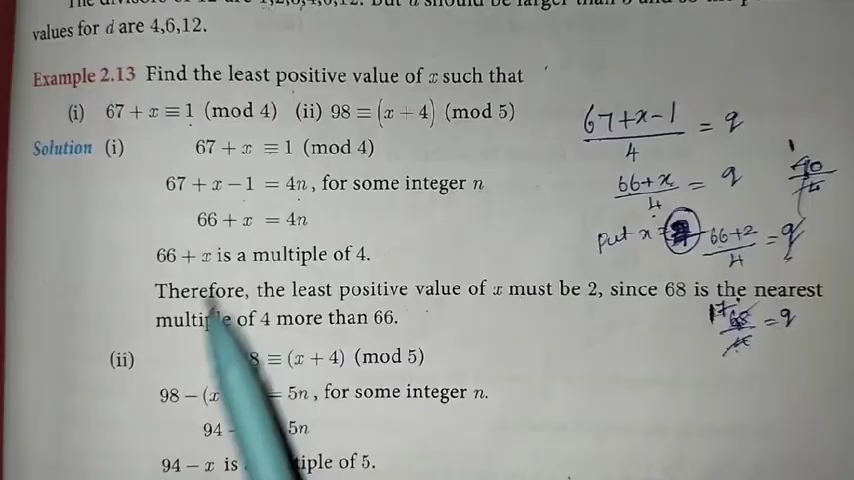 values for d are 4,6,12.
Example 2.13 Find the least positive value of x such that
(i) 67 + x ≡ 1 (mod 4) (ii) 98 ≡ (x + 4) (mod 5)
Solution (i) 67 + x ≡ 1 (mod 4)
67 + x − 1 = 4n, for some integer n
66 + x = 4n
66 + x is a multiple of 4.
Therefore, the least positive value of x must be 2, since 68 is the nearest
multiple of 4 more than 66.
(ii) 8 ≡ (x + 4) (mod 5)
98 − (x = 5n, for some integer n.
94 − 5n
94 − x is tiple of 5.
67+x-1/4 = q
66+x/4 = q
put x = 66+2/4 = q
17 68/4 = q